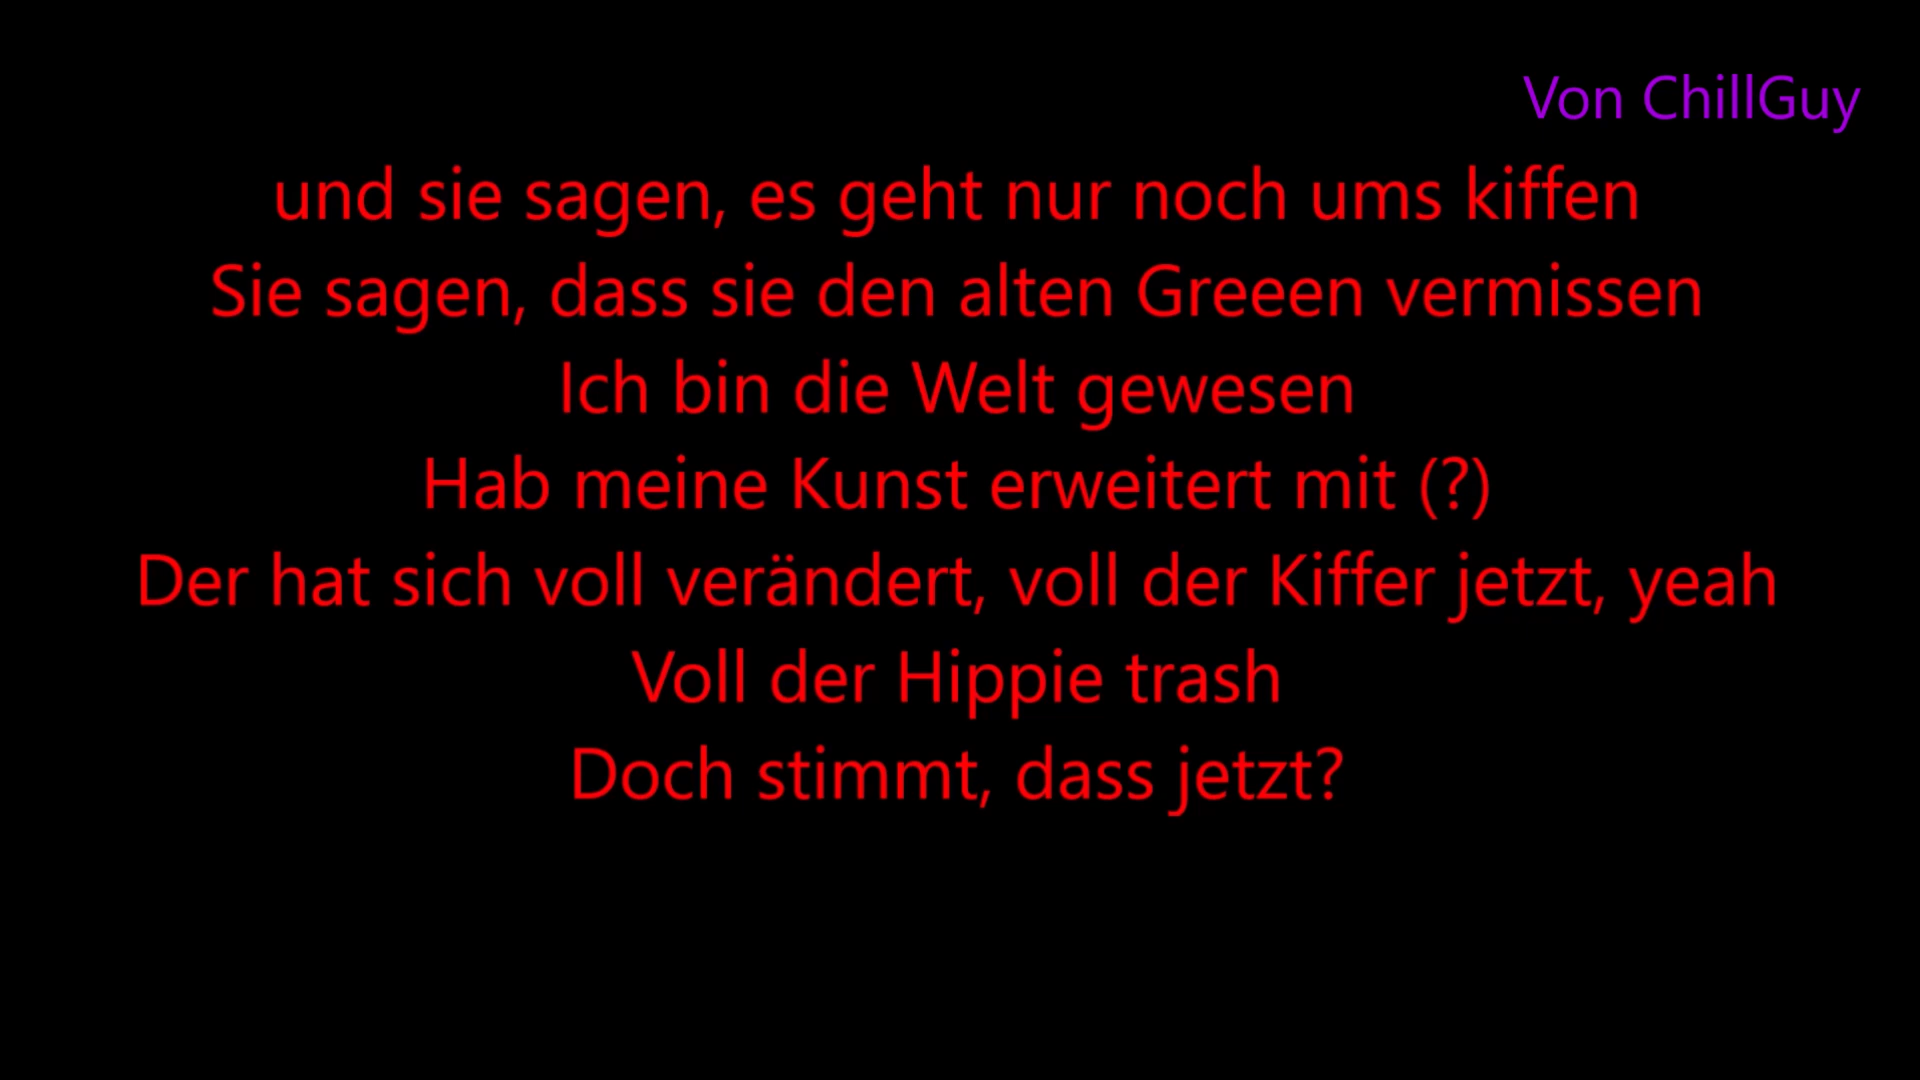 Von ChillGuy
und sie sagen, es geht nur noch ums kiffen
Sie sagen, dass sie den alten Greeen vermissen
Ich bin die Welt gewesen
Hab meine Kunst erweitert mit (?)
Der hat sich voll verändert, voll der Kiffer jetzt, yeah
Voll der Hippie trash
Doch stimmt, dass jetzt?